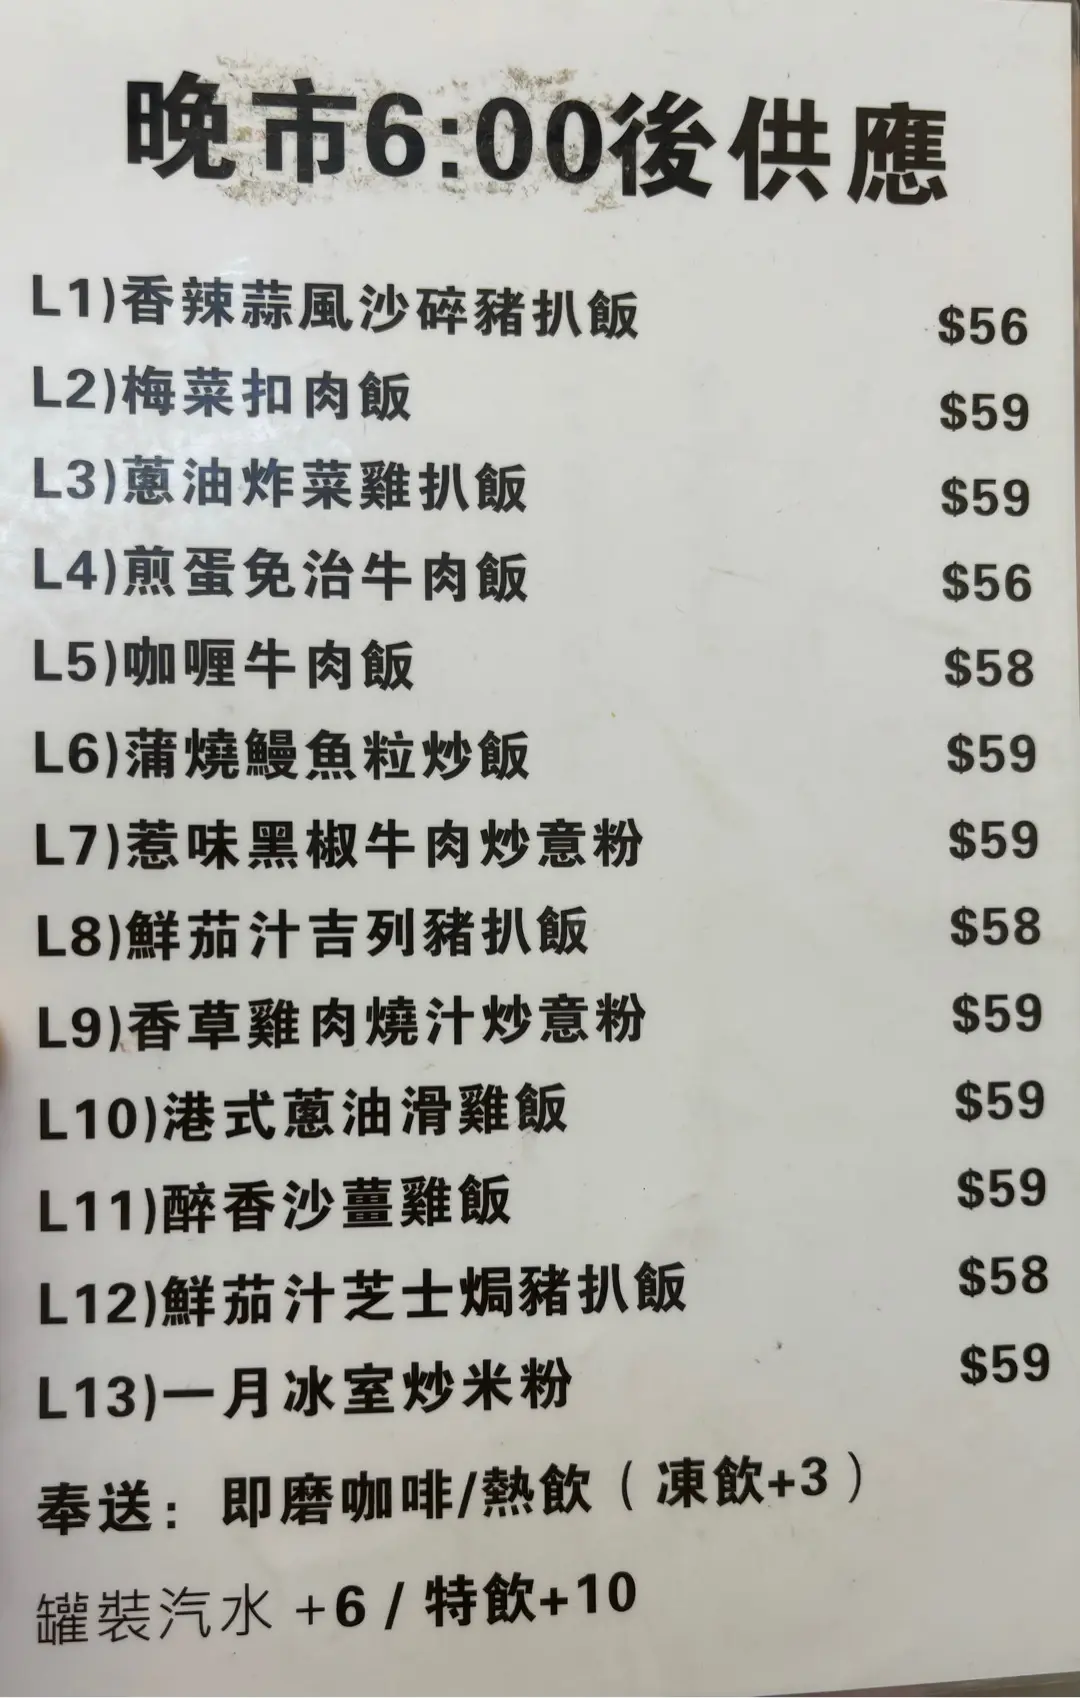 晚市6:00後供應
L1)香辣蒜風沙碎豬扒飯 $56
L2)梅菜扣肉飯 $59
L3)蔥油炸菜雞扒飯 $59
L4)煎蛋免治牛肉飯 $56
L5)咖喱牛肉飯 $58
L6)蒲燒鰻魚粒炒飯 $59
L7)惹味黑椒牛肉炒意粉 $59
L8)鮮茄汁吉列豬扒飯 $58
L9)香草雞肉燒汁炒意粉 $59
L10)港式蔥油滑雞飯 $59
L11)醉香沙薑雞飯 $59
L12)鮮茄汁芝士焗豬扒飯 $58
L13)一月冰室炒米粉 $59
奉送：即磨咖啡/熱飲（凍飲+3）
罐裝汽水 +6 / 特飲+10